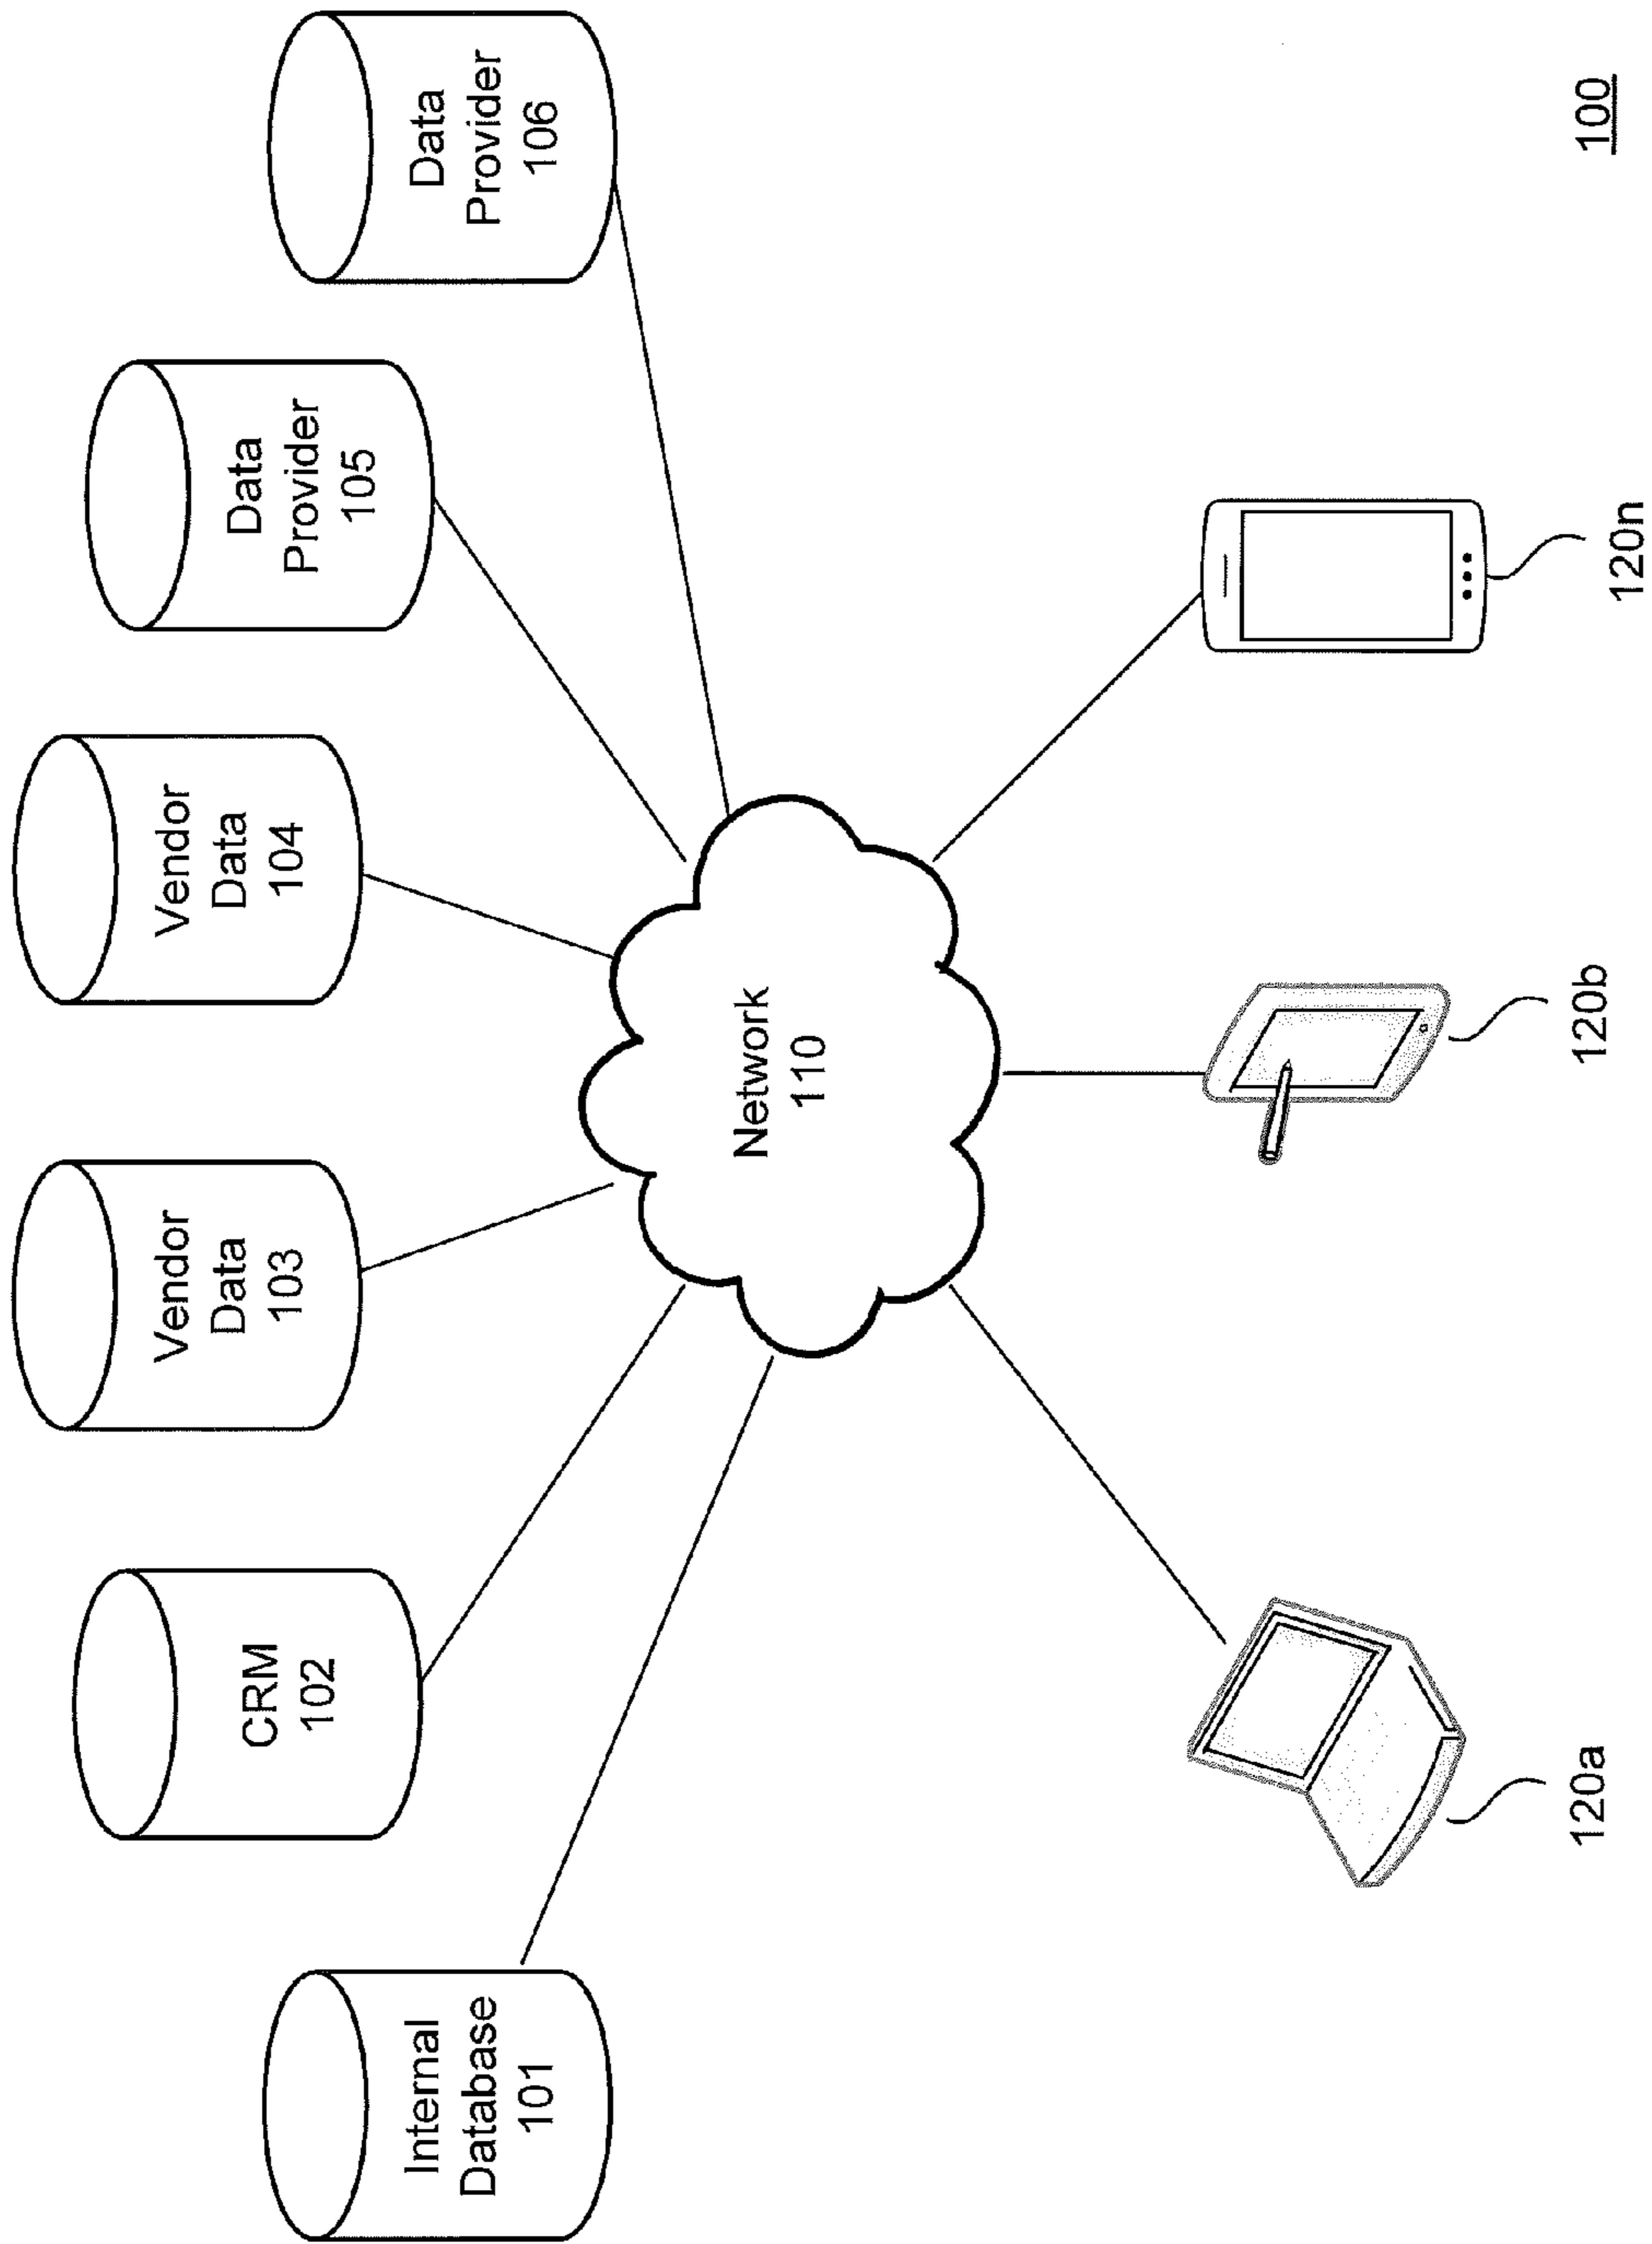 Internal
Database
101
CRM
102
Vendor
Data
103
Vendor
Data
104
Data
Provider
105
Data
Provider
106
Network
110
120a
120b
120n
100